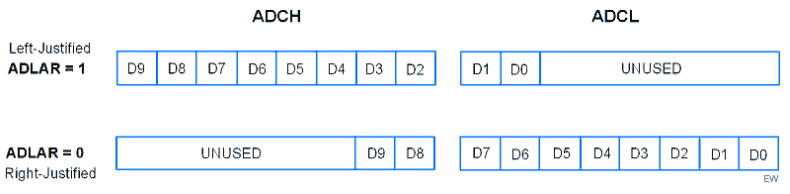 ADCH ADCL
Left-Justified
ADLAR = 1 D9 D8 D7 D6 D5 D4 D3 D2 D1 D0 UNUSED
ADLAR = 0 UNUSED D9 D8 D7 D6 D5 D4 D3 D2 D1 D0
Right-Justified EW